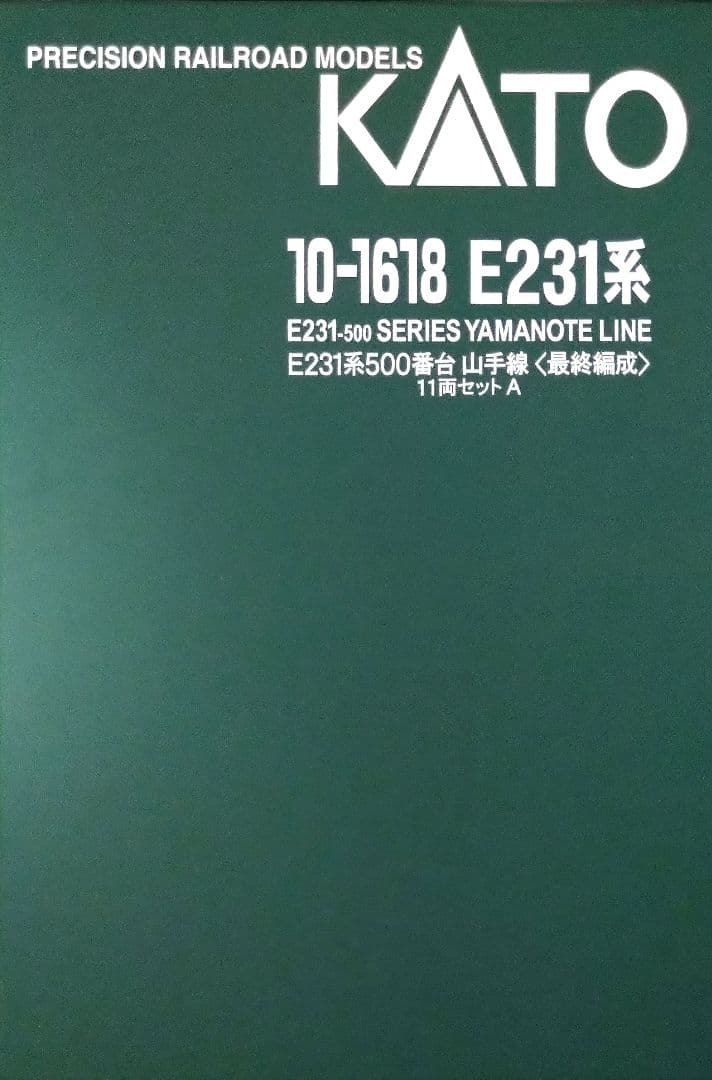 PRECISION RAILROAD MODELS
KATO
10-1618 E231系
E231-500 SERIES YAMANOTE LINE
E231系500番台 山手線〈最終編成〉
11両セット A